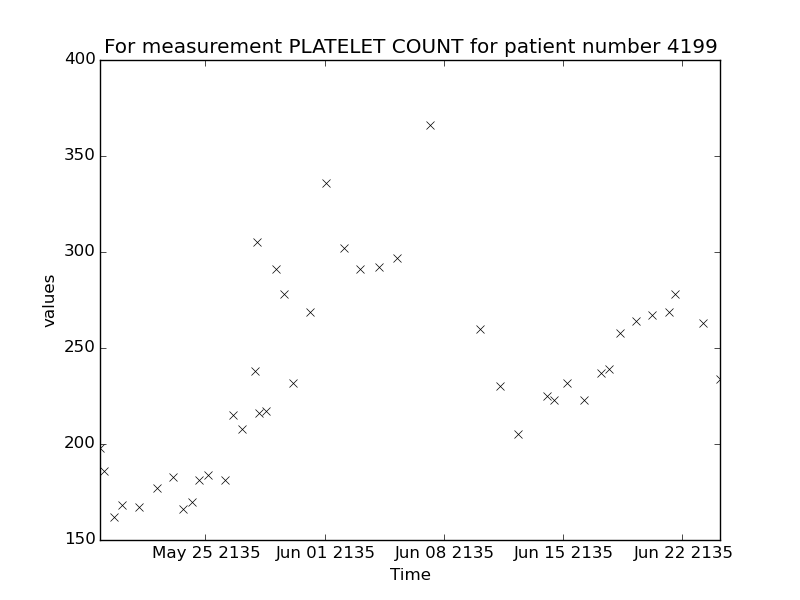 For measurement PLATELET COUNT for patient number 4199
400
350
300
250
200
150
values
May 25 2135 Jun 01 2135 Jun 08 2135 Jun 15 2135 Jun 22 2135
Time